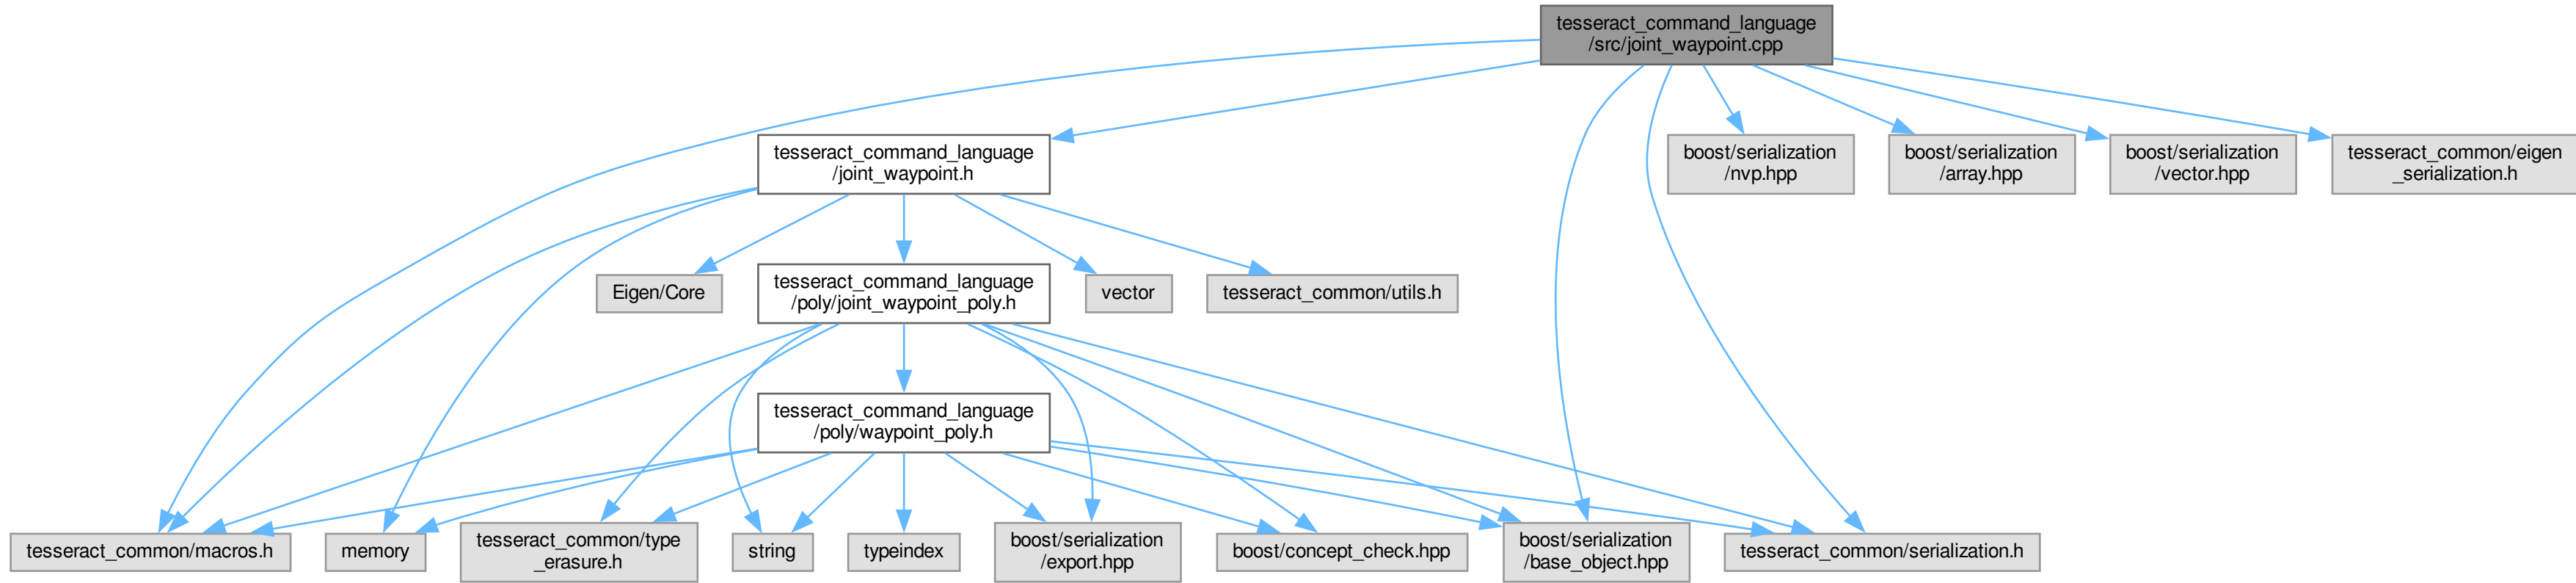 tesseract_command_language
/src/joint_waypoint.cpp
tesseract_command_language
/joint_waypoint.h
boost/serialization
/nvp.hpp
boost/serialization
/array.hpp
boost/serialization
/vector.hpp
tesseract_common/eigen
_serialization.h
Eigen/Core
tesseract_command_language
/poly/joint_waypoint_poly.h
vector
tesseract_common/utils.h
tesseract_command_language
/poly/waypoint_poly.h
tesseract_common/macros.h
memory
tesseract_common/type
_erasure.h
string
typeindex
boost/serialization
/export.hpp
boost/concept_check.hpp
boost/serialization
/base_object.hpp
tesseract_common/serialization.h